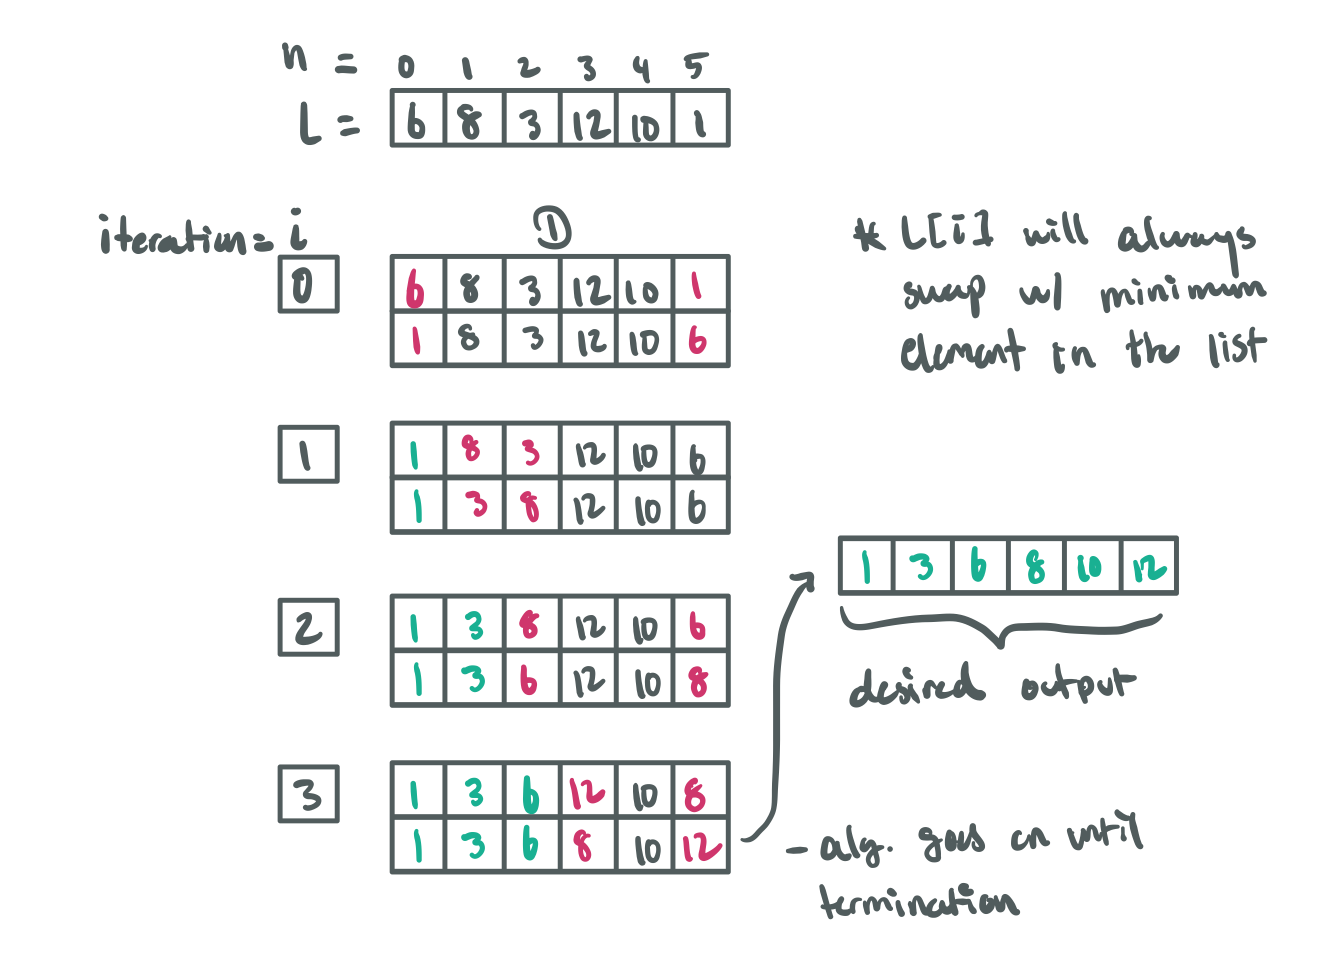 n = 0 1 2 3 4 5
L = 6 8 3 12 10 1
iteration = i
D
0
6 8 3 12 10 1
1 8 3 12 10 6
* L[i] will always
swap w/ minimum
element in the list
1
1 8 3 12 10 6
1 3 8 12 10 6
2
1 3 8 12 10 6
1 3 6 12 10 8
1 3 6 8 10 12
desired output
3
1 3 6 12 10 8
1 3 6 8 10 12
- alg. goes on until
termination